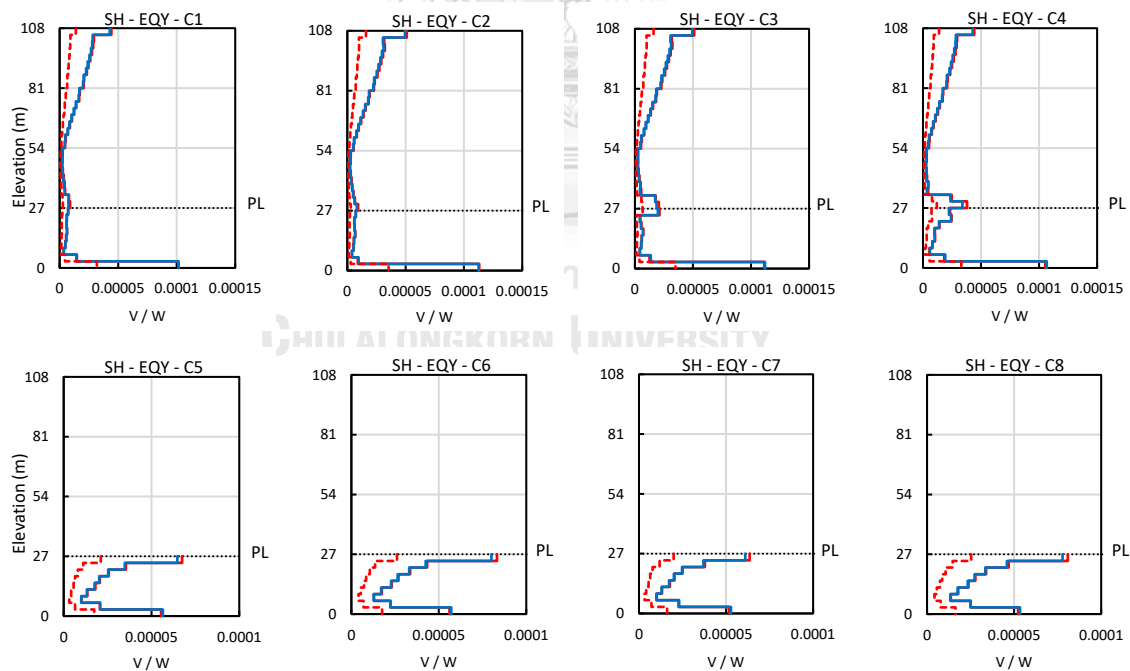 SH - EQY - C1
SH - EQY - C2
SH - EQY - C3
SH - EQY - C4
Elevation (m)
108
81
54
27
0
PL
0 0.00005 0.0001 0.00015
V / W
108
81
54
27
0
PL
0 0.00005 0.0001 0.00015
V / W
108
81
54
27
0
PL
0 0.00005 0.0001 0.00015
V / W
108
81
54
27
0
PL
0 0.00005 0.0001 0.00015
V / W
CHULALONGKORN UNIVERSITY
SH - EQY - C5
SH - EQY - C6
SH - EQY - C7
SH - EQY - C8
Elevation (m)
108
81
54
27
0
PL
0 0.00005 0.0001
V / W
108
81
54
27
0
PL
0 0.00005 0.0001
V / W
108
81
54
27
0
PL
0 0.00005 0.0001
V / W
108
81
54
27
0
PL
0 0.00005 0.0001
V / W